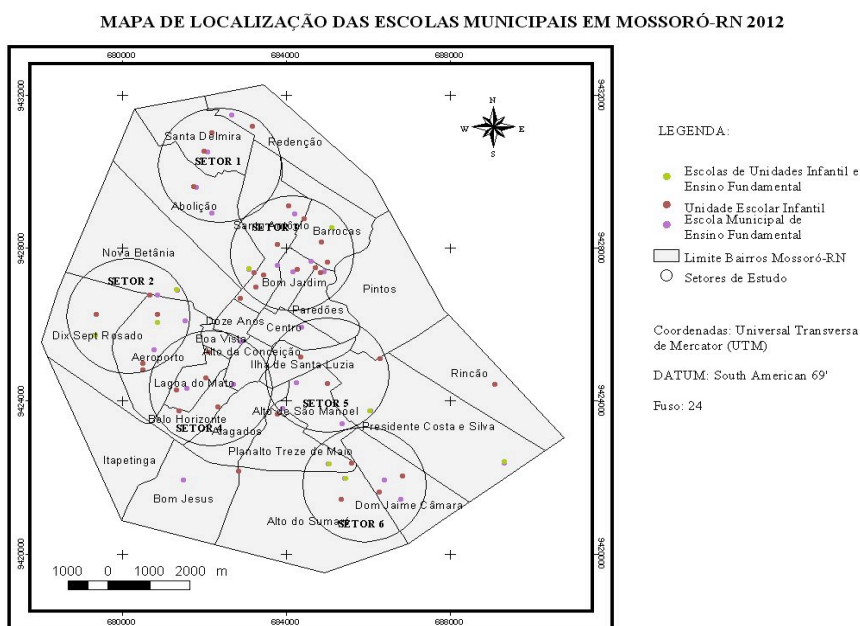 MAPA DE LOCALIZAÇÃO DAS ESCOLAS MUNICIPAIS EM MOSSORÓ-RN 2012
680000
684000
688000
9432000
9432000
N
W
E
S
Santa Delmira
Redenção
SETOR 1
Abolição
Santo Antônio
SETOR 3
Barrocas
9428000
9428000
Nova Betânia
SETOR 2
Bom Jardim
Pintos
Paredões
Doze Anos
Centro
Dix Sept Rosado
Boa Vista
Aeroporto
Alto da Conceição
Ilha de Santa Luzia
Rincão
Lagoa do Mato
9424000
9424000
Alto de São Manoel
SETOR 5
Belo Horizonte
SETOR 4
Alagados
Presidente Costa e Silva
Planalto Treze de Maio
Itapetinga
Bom Jesus
Dom Jaime Câmara
Alto do Sumaré
SETOR 6
9420000
9420000
1000 0 1000 2000 m
680000
684000
688000
LEGENDA:
Escolas de Unidades Infantil e
Ensino Fundamental
Unidade Escolar Infantil
Escola Municipal de
Ensino Fundamental
Limite Bairros Mossoró-RN
Setores de Estudo
Coordenadas: Universal Transversa
de Mercator (UTM)
DATUM: South American 69'
Fuso: 24